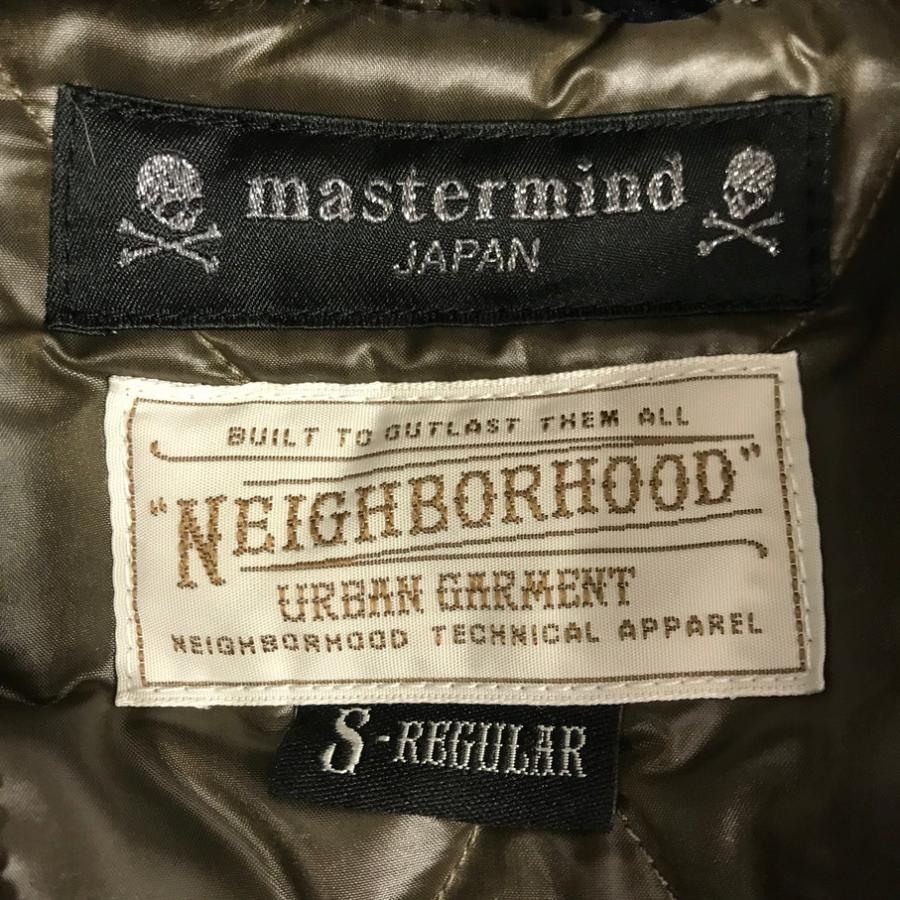 mastermind
JAPAN
BUILT TO OUTLAST THEM ALL
"NEIGHBORHOOD"
URBAN GARMENT
NEIGHBORHOOD TECHNICAL APPAREL
S-REGULAR